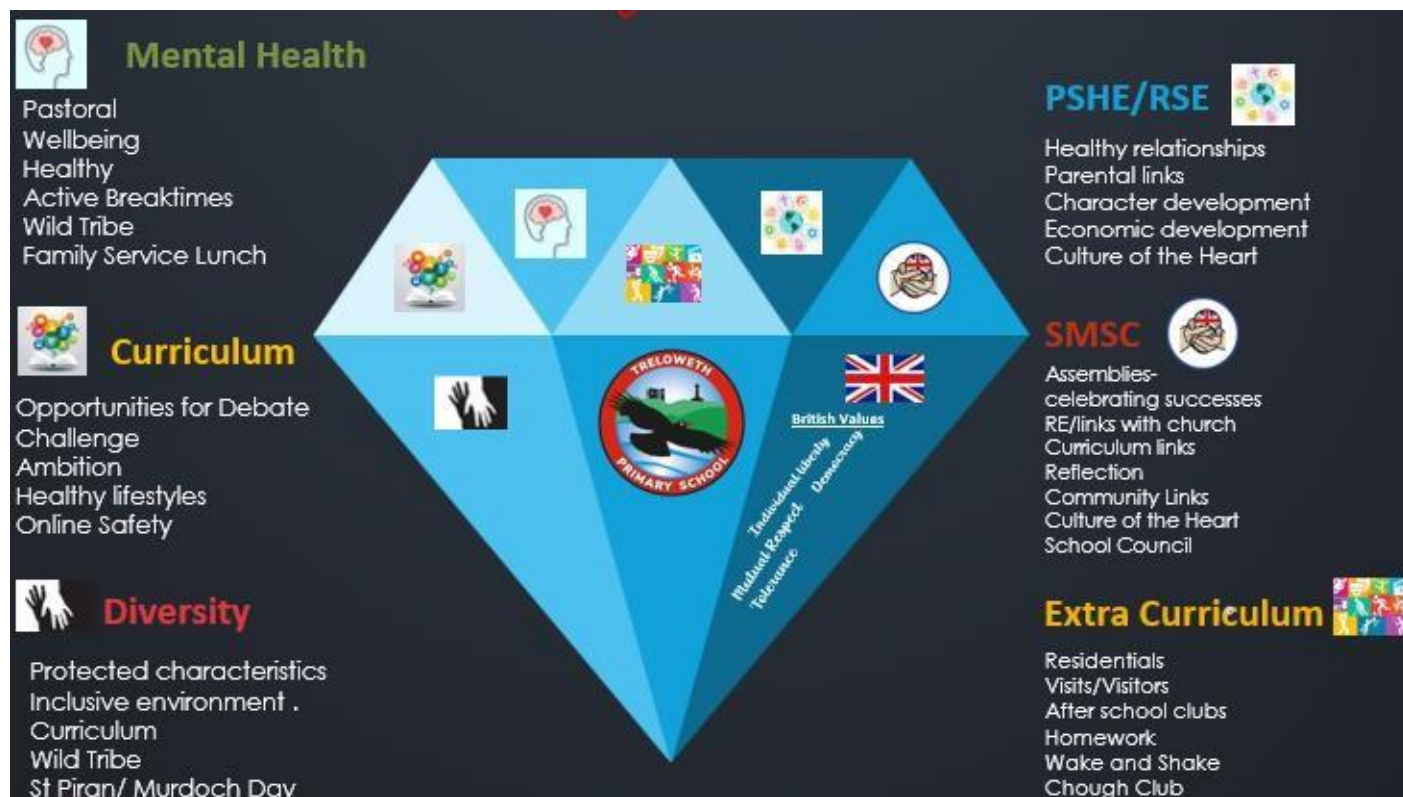 Mental Health
Pastoral
Wellbeing
Healthy
Active Breaktimes
Wild Tribe
Family Service Lunch
Curriculum
Opportunities for Debate
Challenge
Ambition
Healthy lifestyles
Online Safety
Diversity
Protected characteristics
Inclusive environment .
Curriculum
Wild Tribe
St Piran/ Murdoch Day
TRELOWETH
PRIMARY SCHOOL
British Values
Individual liberty
Democracy
Mutual Respect
Tolerance
PSHE/RSE
Healthy relationships
Parental links
Character development
Economic development
Culture of the Heart
SMSC
Assemblies-
celebrating successes
RE/links with church
Curriculum links
Reflection
Community Links
Culture of the Heart
School Council
Extra Curriculum
Residentials
Visits/Visitors
After school clubs
Homework
Wake and Shake
Chough Club